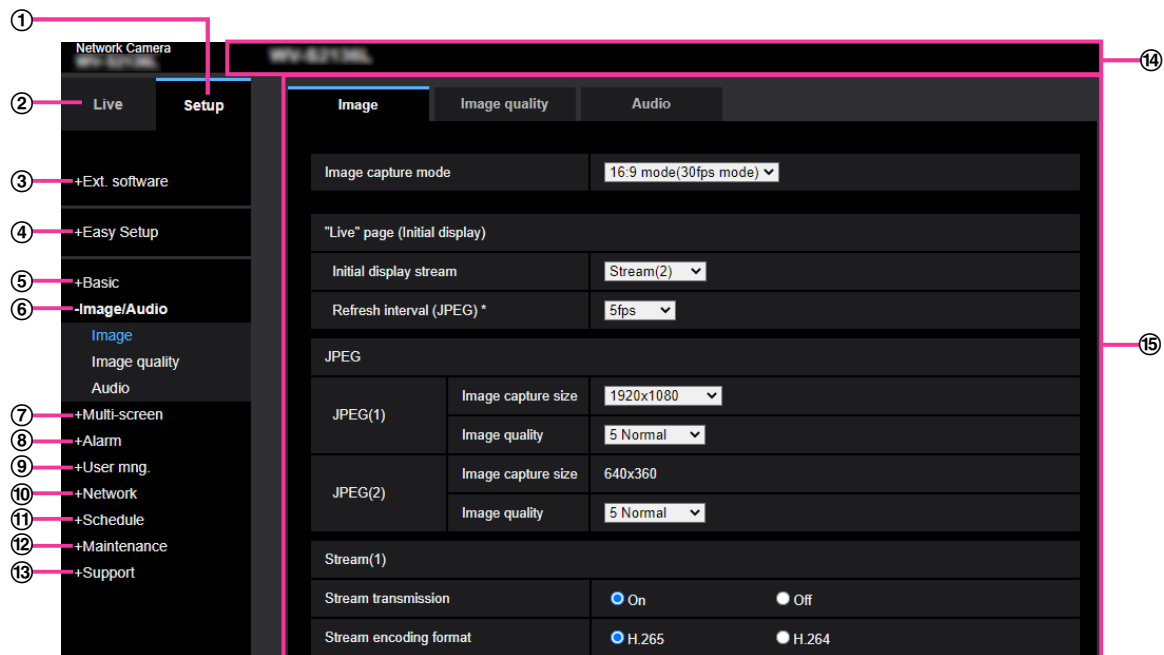 ①
Network Camera
⑭
② Live Setup
Image Image quality Audio
③ +Ext. software
④ +Easy Setup
⑤ +Basic
⑥ -Image/Audio
Image
Image quality
Audio
⑦ +Multi-screen
⑧ +Alarm
⑨ +User mng.
⑩ +Network
⑪ +Schedule
⑫ +Maintenance
⑬ +Support
Image capture mode 16:9 mode(30fps mode)
"Live" page (Initial display)
Initial display stream Stream(2)
Refresh interval (JPEG) * 5fps
⑮
JPEG
JPEG(1) Image capture size 1920x1080
Image quality 5 Normal
JPEG(2) Image capture size 640x360
Image quality 5 Normal
Stream(1)
Stream transmission On Off
Stream encoding format H.265 H.264